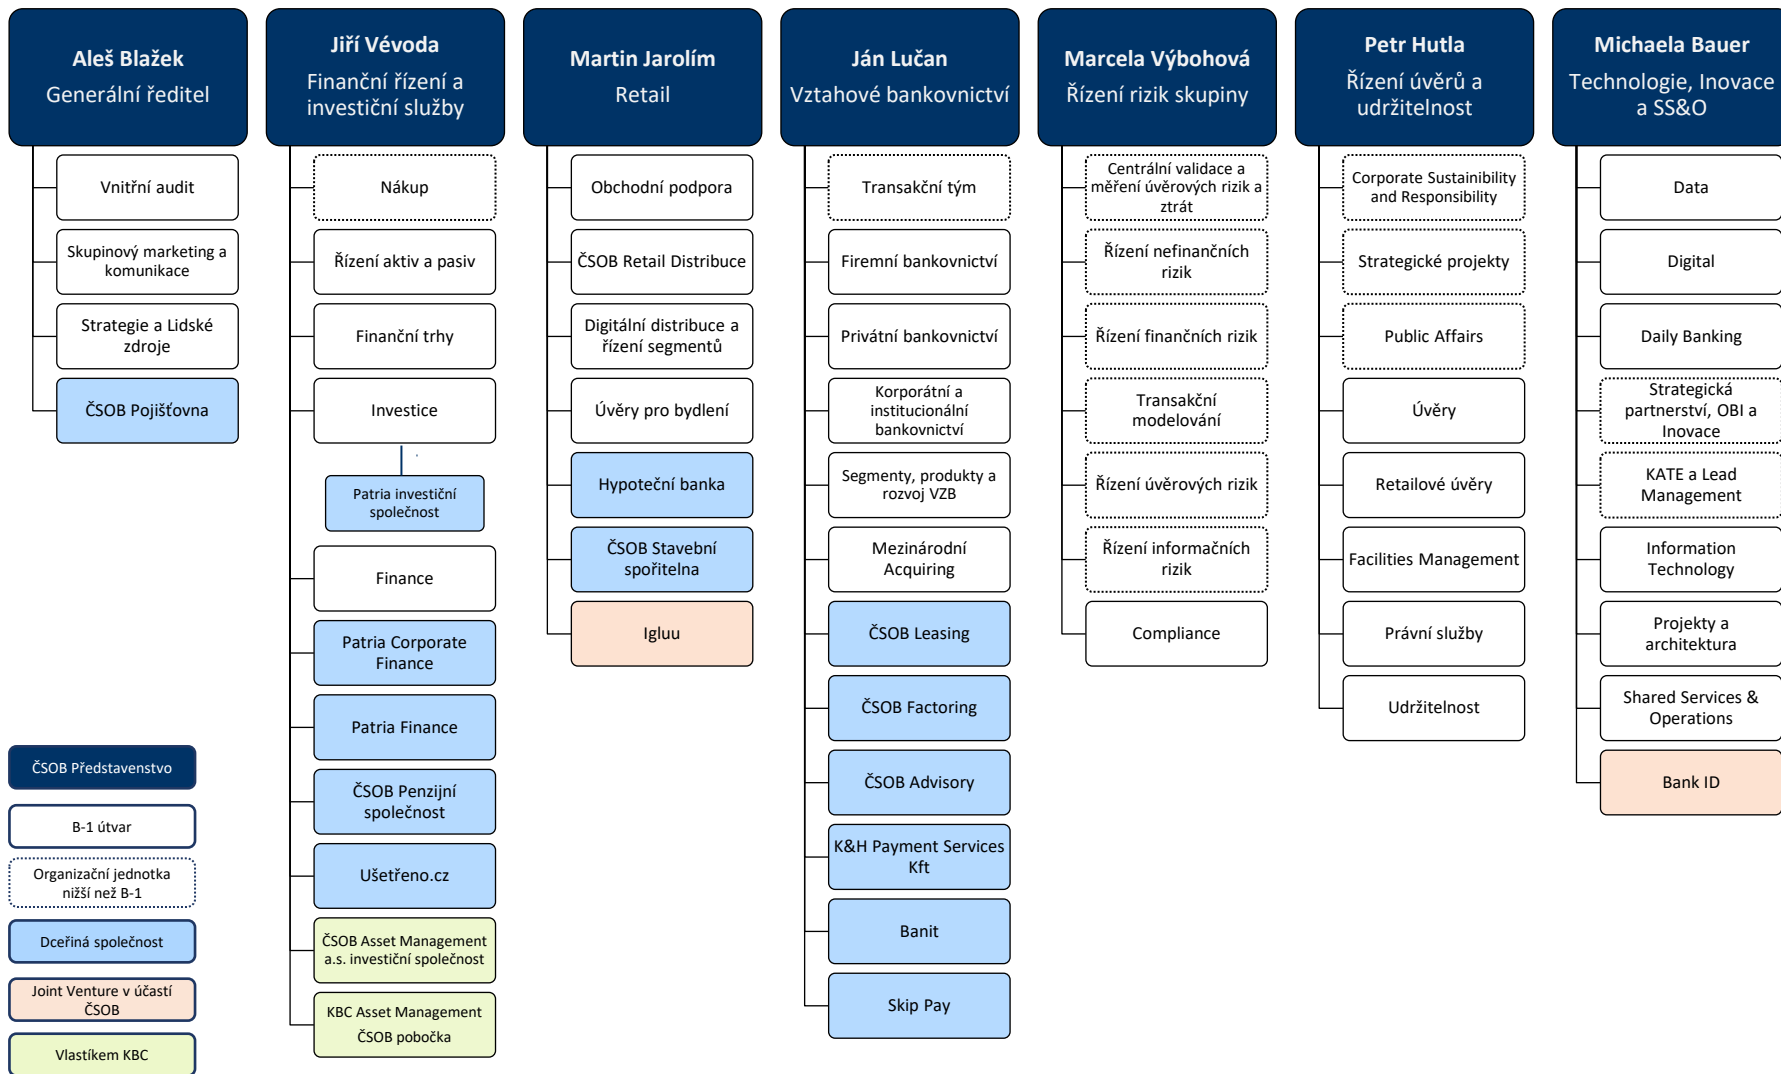 Aleš Blažek
Generální ředitel
Vnitřní audit
Skupinový marketing a
komunikace
Strategie a Lidské
zdroje
ČSOB Pojišťovna
Jiří Vévoda
Finanční řízení a
investiční služby
Nákup
Řízení aktiv a pasiv
Finanční trhy
Investice
Patria investiční
společnost
Finance
Patria Corporate
Finance
Patria Finance
ČSOB Penzijní
společnost
Ušetřeno.cz
ČSOB Asset Management
a.s. investiční společnost
KBC Asset Management
ČSOB pobočka
Martin Jarolím
Retail
Obchodní podpora
ČSOB Retail Distribuce
Digitální distribuce a
řízení segmentů
Úvěry pro bydlení
Hypoteční banka
ČSOB Stavební
spořitelna
Igluu
Ján Lučan
Vztahové bankovnictví
Transakční tým
Firemní bankovnictví
Privátní bankovnictví
Korporátní a
institucionální
bankovnictví
Segmenty, produkty a
rozvoj VZB
Mezinárodní
Acquiring
ČSOB Leasing
ČSOB Factoring
ČSOB Advisory
K&H Payment Services
Kft
Banit
Skip Pay
Marcela Výbohová
Řízení rizik skupiny
Centrální validace a
měření úvěrových rizik a
ztrát
Řízení nefinančních
rizik
Řízení finančních rizik
Transakční
modelování
Řízení úvěrových rizik
Řízení informačních
rizik
Compliance
Petr Hutla
Řízení úvěrů a
udržitelnost
Corporate Sustainibility
and Responsibility
Strategické projekty
Public Affairs
Úvěry
Retailové úvěry
Facilities Management
Právní služby
Udržitelnost
Michaela Bauer
Technologie, Inovace
a SS&O
Data
Digital
Daily Banking
Strategická
partnerství, OBI a
Inovace
KATE a Lead
Management
Information
Technology
Projekty a
architektura
Shared Services &
Operations
Bank ID
ČSOB Představenstvo
B-1 útvar
Organizační jednotka
nižší než B-1
Dceřiná společnost
Joint Venture v účastí
ČSOB
Vlastíkem KBC